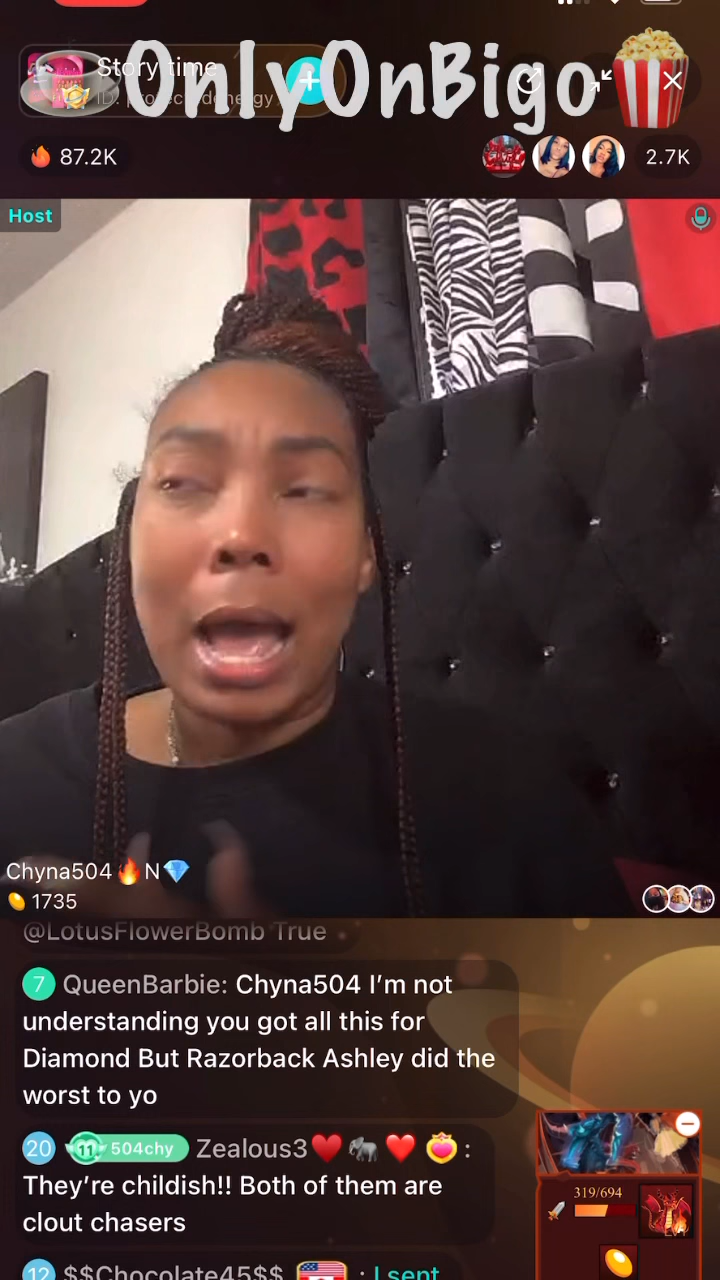 Story time
OnlyOnBigo
87.2K
2.7K
Host
Chyna504🔥N💎
1735
@LotusFlowerBomb True
7 QueenBarbie: Chyna504 I’m not
understanding you got all this for
Diamond But Razorback Ashley did the
worst to yo
20 11 504chy Zealous3❤️🐘❤️😍:
They’re childish!! Both of them are
clout chasers
319/694
12 $$Chocolate45$$ : I sent